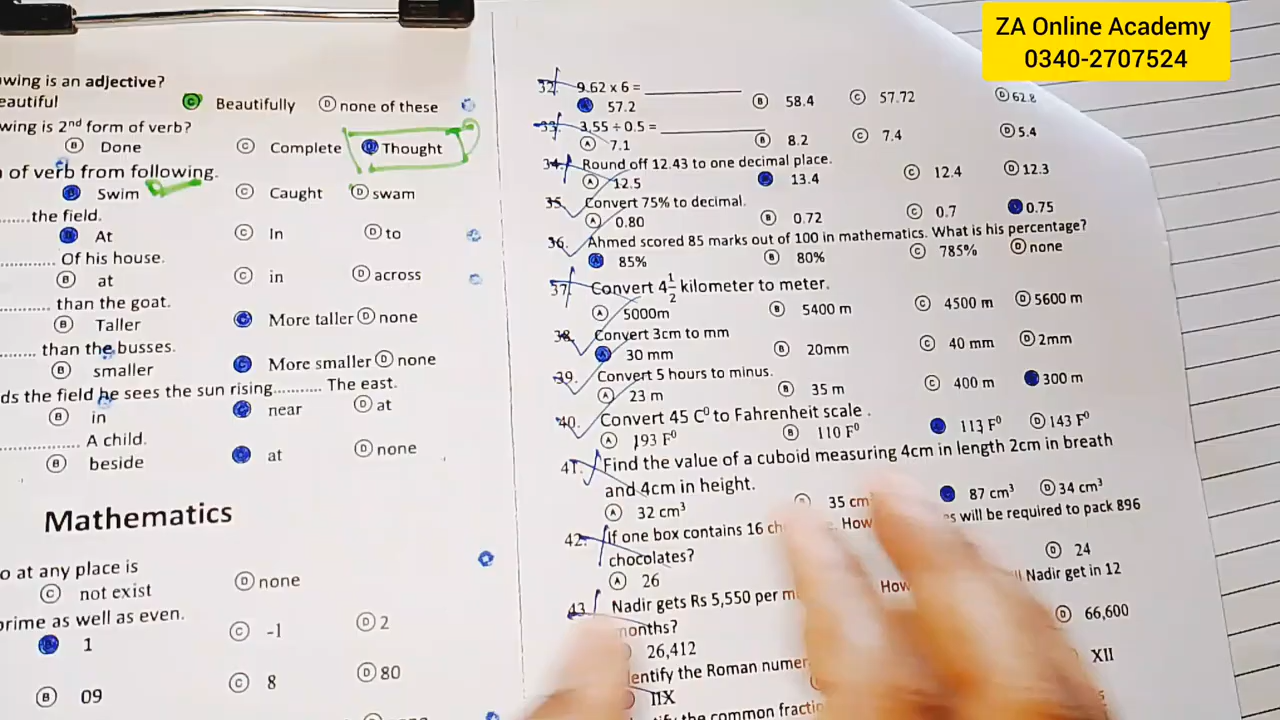 ZA Online Academy
0340-2707524
wing is an adjective?
eautiful
C Beautifully D none of these
wing is 2nd form of verb?
B Done C Complete D Thought
of verb from following.
B Swim C Caught D swam
......the field.
B At C In D to
............ Of his house.
B at C in D across
........... than the goat.
B Taller C More taller D none
........ than the busses.
B smaller C More smaller D none
ds the field he sees the sun rising........... The east.
B in C near D at
............... A child.
B beside C at D none
Mathematics
o at any place is
C not exist D none
prime as well as even.
B 1 C -1 D 2
B 09 C 8 D 80
32. 9.62 x 6 =
A 57.2 B 58.4 C 57.72 D 62.8
33. 3.55 ÷ 0.5 =
A 7.1 B 8.2 C 7.4 D 5.4
34. Round off 12.43 to one decimal place.
A 12.5 B 13.4 C 12.4 D 12.3
35. Convert 75% to decimal.
A 0.80 B 0.72 C 0.7 D 0.75
36. Ahmed scored 85 marks out of 100 in mathematics. What is his percentage?
A 85% B 80% C 785% D none
37. Convert 4 1/2 kilometer to meter.
A 5000m B 5400 m C 4500 m D 5600 m
38. Convert 3cm to mm
A 30 mm B 20mm C 40 mm D 2mm
39. Convert 5 hours to minus.
A 23 m B 35 m C 400 m D 300 m
40. Convert 45 C⁰ to Fahrenheit scale .
A 193 F⁰ B 110 F⁰ C 113 F⁰ D 143 F⁰
41. Find the value of a cuboid measuring 4cm in length 2cm in breath
and 4cm in height.
A 32 cm³ B 35 cm³ C 87 cm³ D 34 cm³
42. If one box contains 16 ch How s will be required to pack 896
chocolates?
A 26 D 24
43. Nadir gets Rs 5,550 per m How Nadir get in 12
months?
26,412 D 66,600
entify the Roman numer
IIX XII
the common fractio